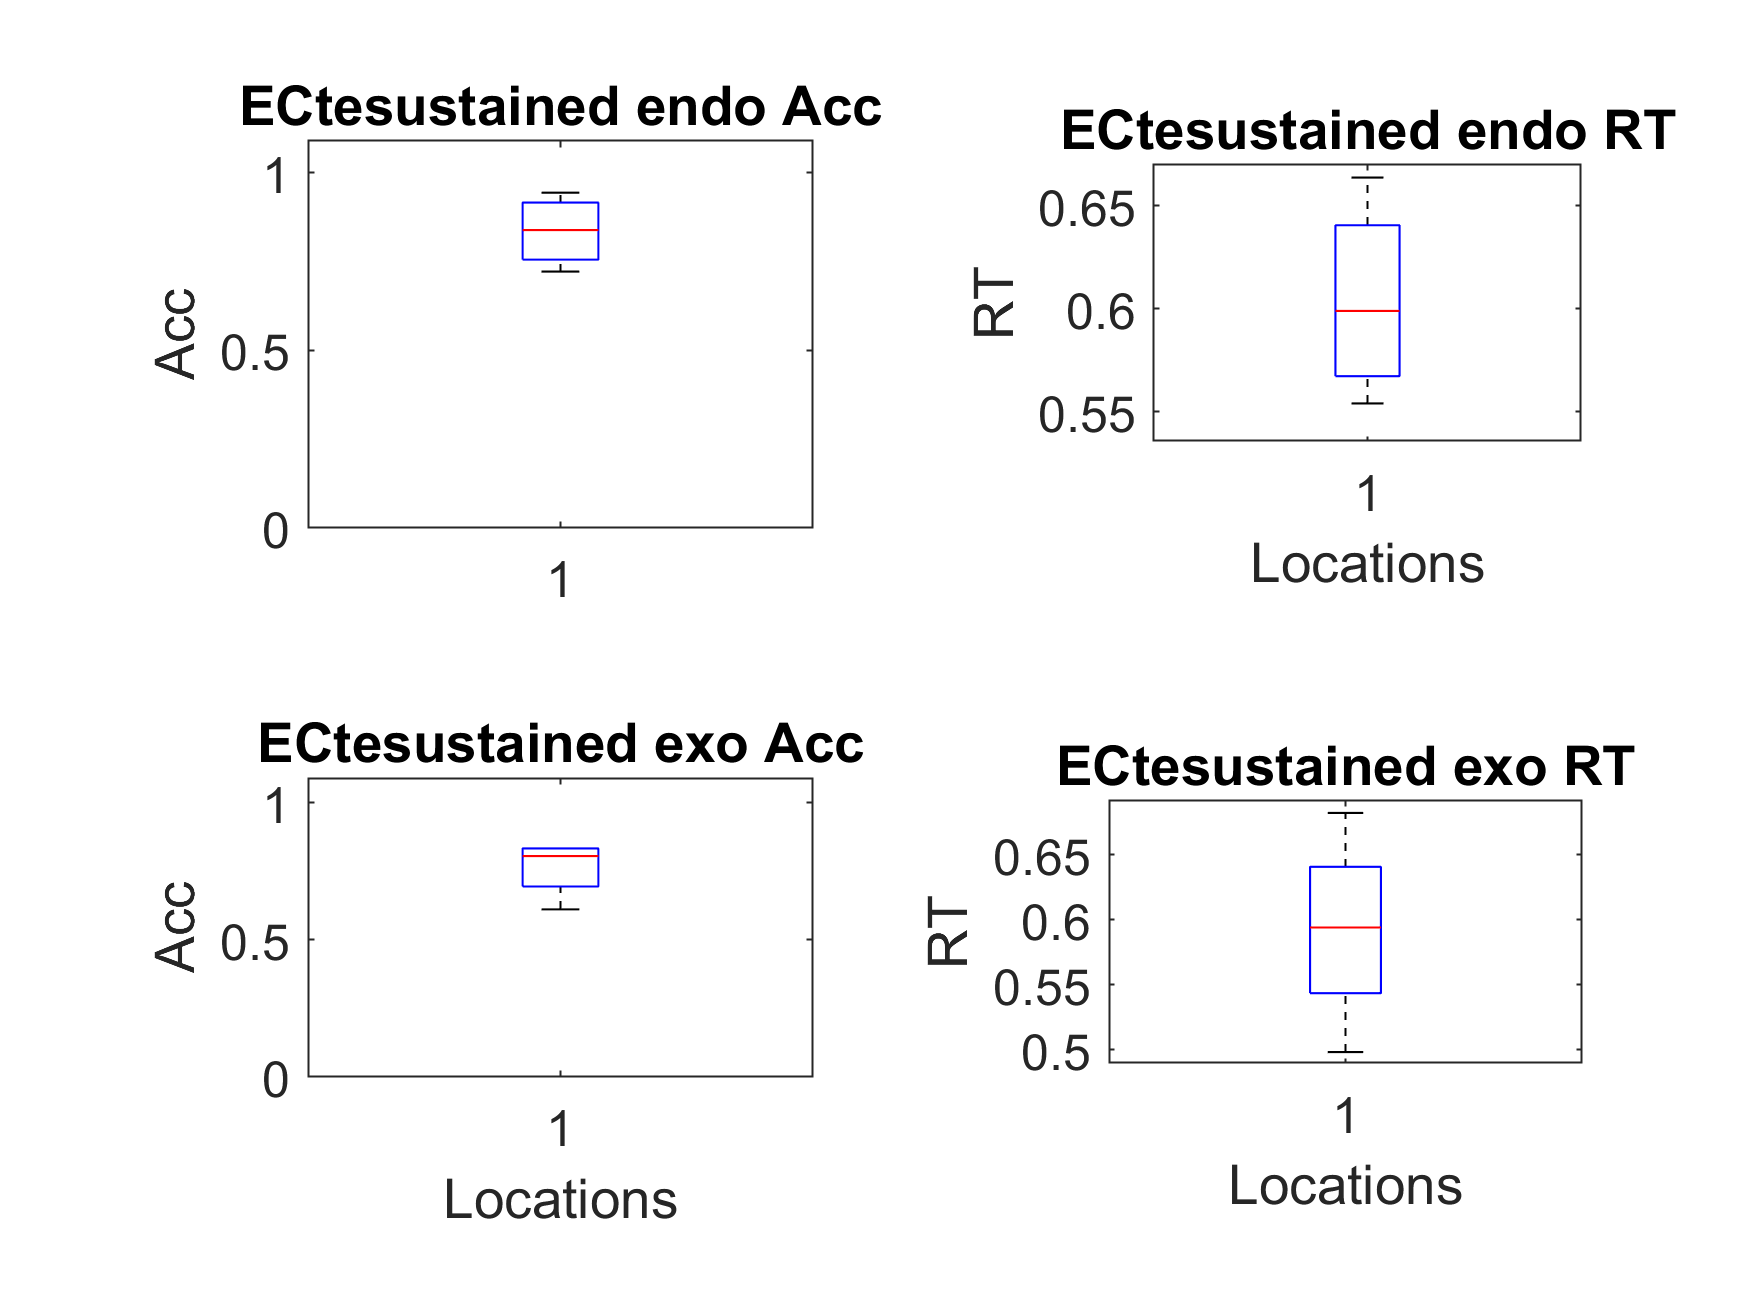 ECtesustained endo Acc
1
0.5
0
Acc
1
ECtesustained endo RT
0.65
0.6
0.55
RT
1
Locations
ECtesustained exo Acc
1
0.5
0
Acc
1
Locations
ECtesustained exo RT
0.65
0.6
0.55
0.5
RT
1
Locations